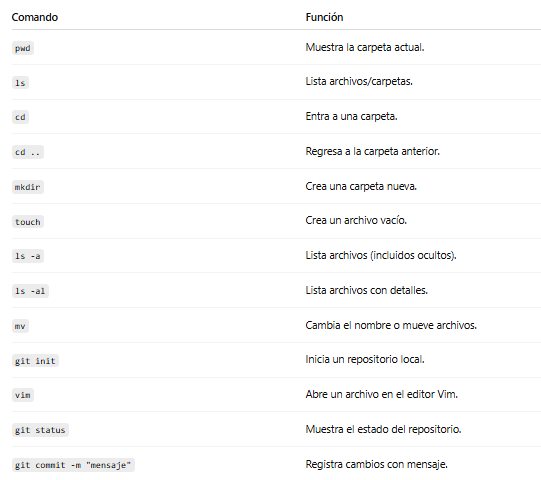 Comando Función
pwd Muestra la carpeta actual.
ls Lista archivos/carpetas.
cd Entra a una carpeta.
cd .. Regresa a la carpeta anterior.
mkdir Crea una carpeta nueva.
touch Crea un archivo vacío.
ls -a Lista archivos (incluidos ocultos).
ls -al Lista archivos con detalles.
mv Cambia el nombre o mueve archivos.
git init Inicia un repositorio local.
vim Abre un archivo en el editor Vim.
git status Muestra el estado del repositorio.
git commit -m "mensaje" Registra cambios con mensaje.